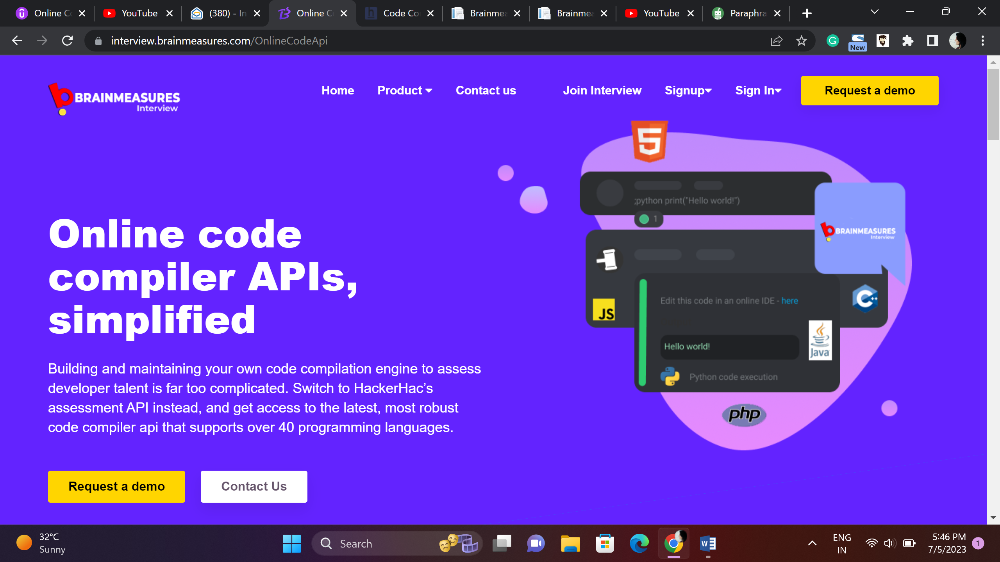 Online C
YouTube
(380) - In
Online C
Code Co
Brainmea
Brainmea
YouTube
Paraphra
interview.brainmeasures.com/OnlineCodeApi
New
BRAINMEASURES
Interview
Home
Product
Contact us
Join Interview
Signup
Sign In
Request a demo
;python print("Hello world!")
1
BRAINMEASURES
Interview
Online code
compiler APIs,
simplified
Edit this code in an online IDE - here
JS
C++
Hello world!
Java
Python code execution
php
Building and maintaining your own code compilation engine to assess
developer talent is far too complicated. Switch to HackerHac’s
assessment API instead, and get access to the latest, most robust
code compiler api that supports over 40 programming languages.
Request a demo
Contact Us
32°C
Sunny
Search
ENG
IN
5:46 PM
7/5/2023
1